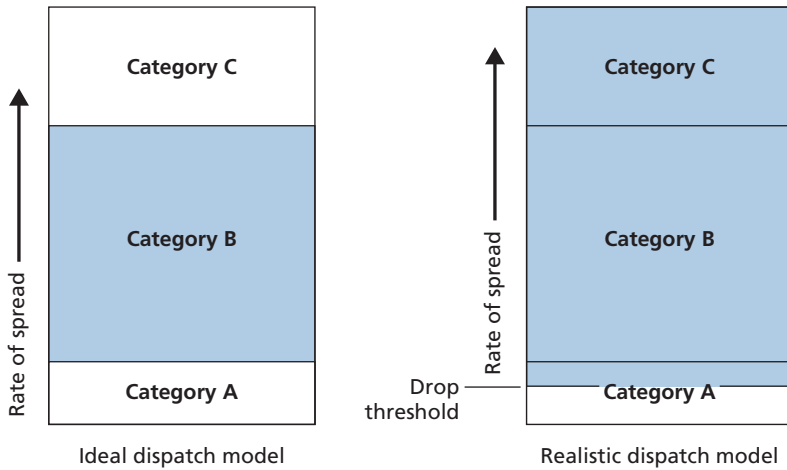 Category C
Category B
Category A
Rate of spread
Ideal dispatch model
Category C
Category B
Category A
Rate of spread
Drop
threshold
Realistic dispatch model